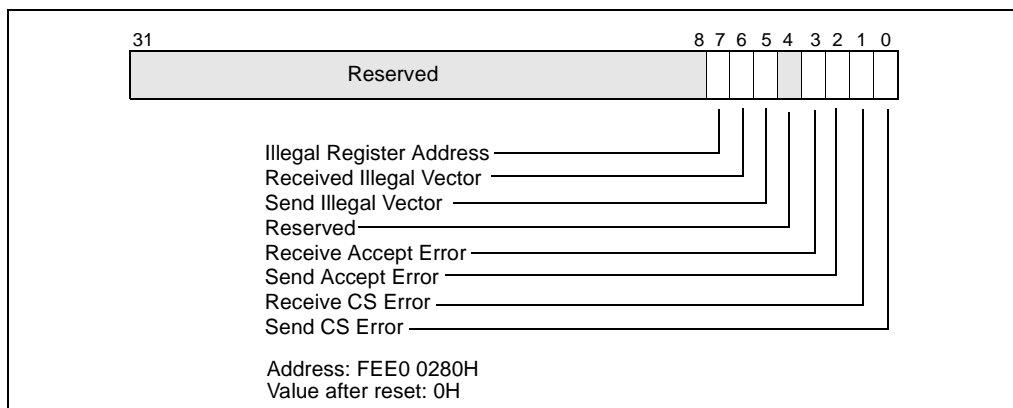 31 8 7 6 5 4 3 2 1 0
Reserved
Illegal Register Address
Received Illegal Vector
Send Illegal Vector
Reserved
Receive Accept Error
Send Accept Error
Receive CS Error
Send CS Error
Address: FEE0 0280H
Value after reset: 0H